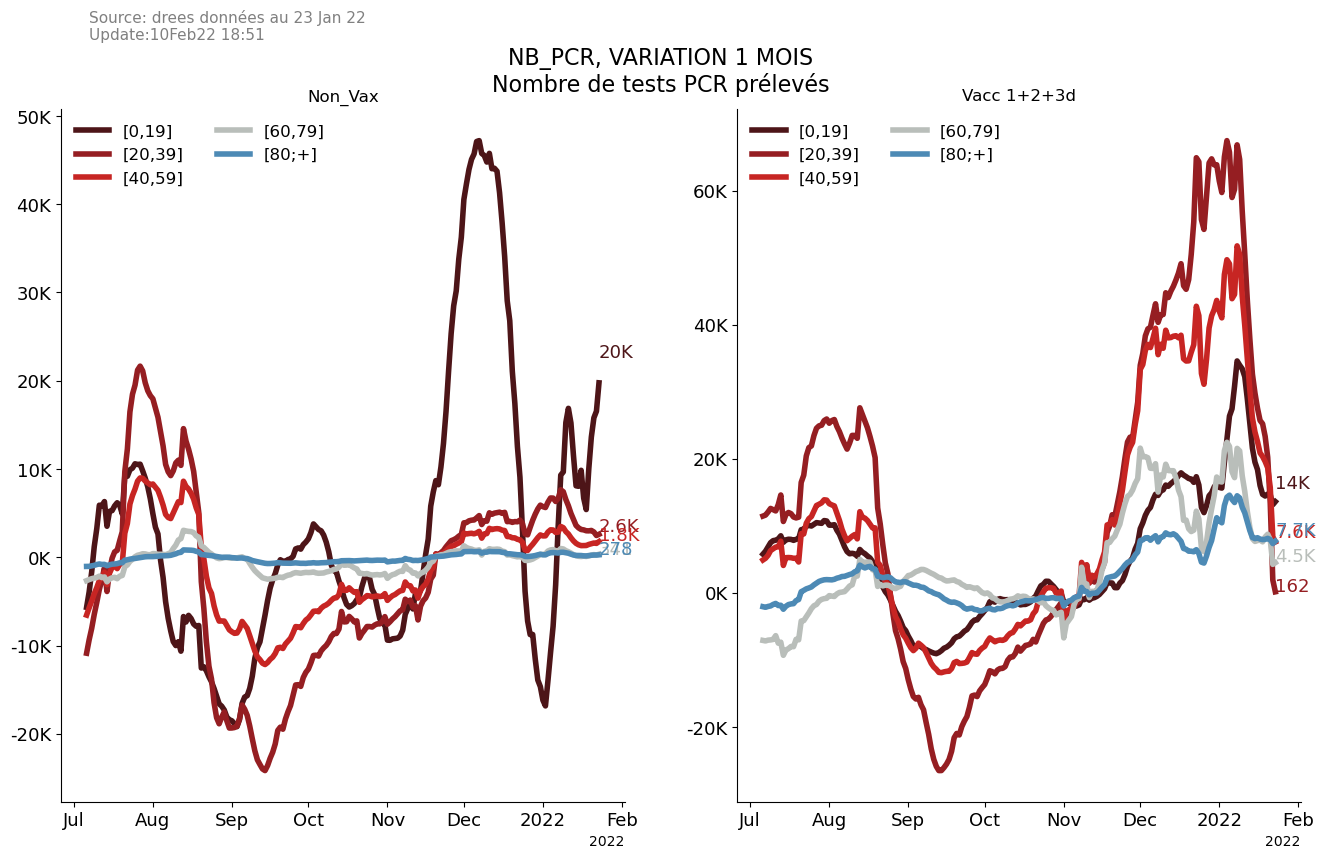 Source: drees données au 23 Jan 22
Update:10Feb22 18:51
NB_PCR, VARIATION 1 MOIS
Nombre de tests PCR prélevés
Non_Vax
[0,19]
[20,39]
[40,59]
[60,79]
[80;+]
50K
40K
30K
20K
10K
0K
-10K
-20K
20K
2.6K
1.8K
278
Jul
Aug
Sep
Oct
Nov
Dec
2022
Feb
2022
Vacc 1+2+3d
[0,19]
[20,39]
[40,59]
[60,79]
[80;+]
60K
40K
20K
0K
-20K
14K
7.6K
4.5K
162
Jul
Aug
Sep
Oct
Nov
Dec
2022
Feb
2022